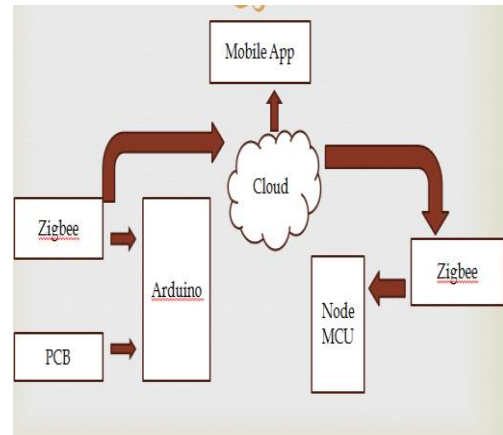 Mobile App
Cloud
Zigbee
Arduino
Zigbee
Node
MCU
PCB